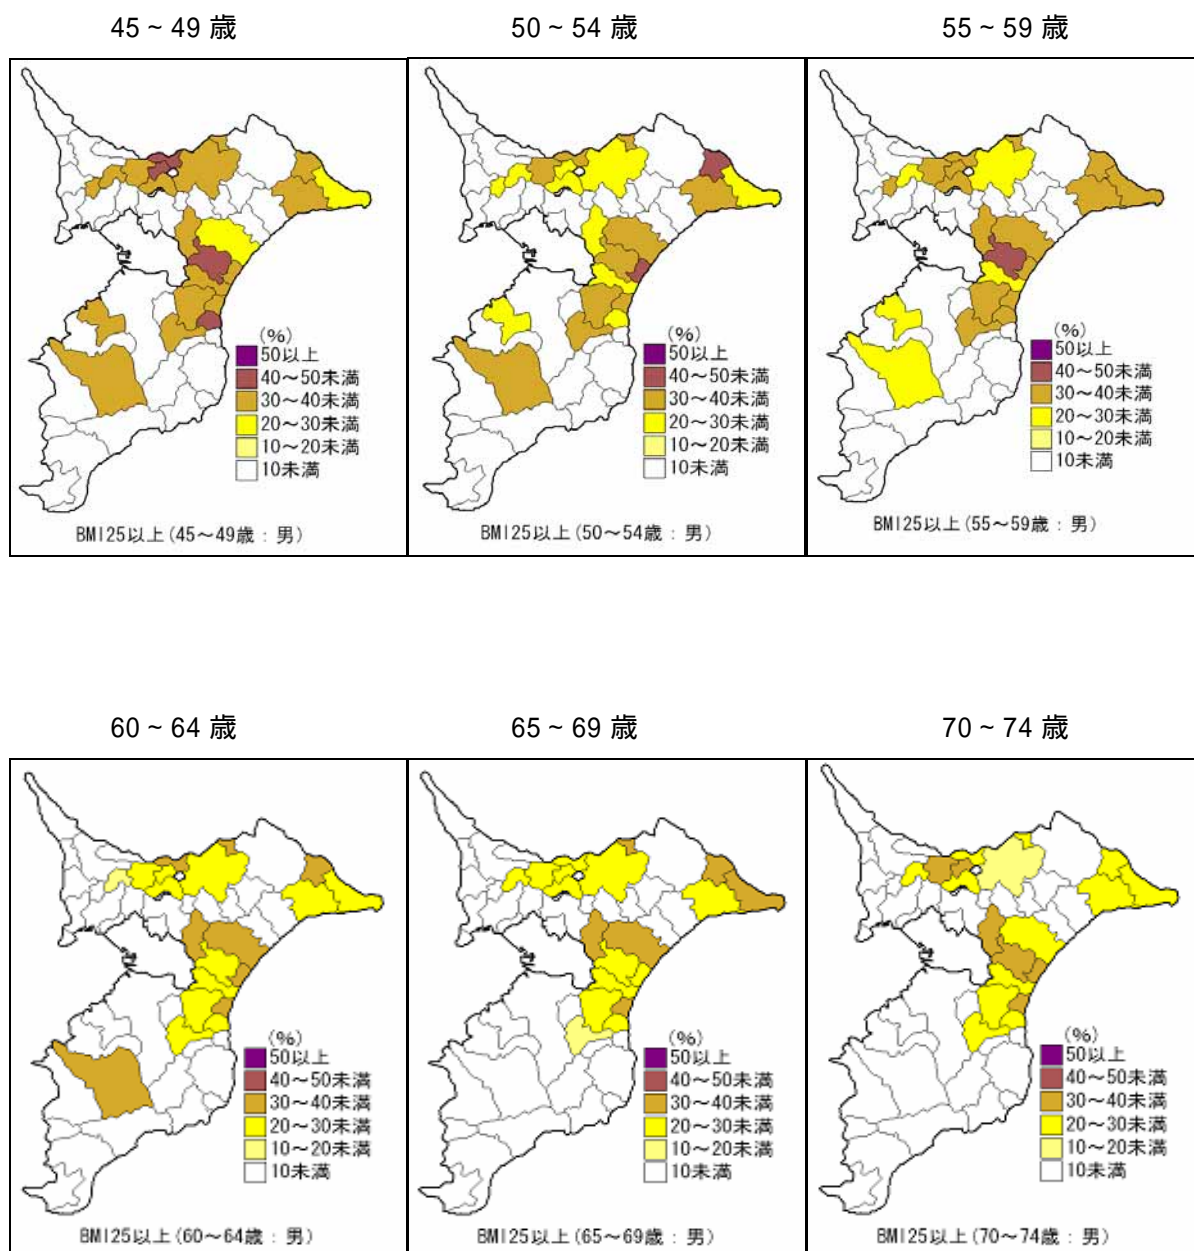 45～49 歳
50～54 歳
55～59 歳
(%)
50以上
40～50未満
30～40未満
20～30未満
10～20未満
10未満
BMI25以上(45～49歳：男)
(%)
50以上
40～50未満
30～40未満
20～30未満
10～20未満
10未満
BMI25以上(50～54歳：男)
(%)
50以上
40～50未満
30～40未満
20～30未満
10～20未満
10未満
BMI25以上(55～59歳：男)
60～64 歳
65～69 歳
70～74 歳
(%)
50以上
40～50未満
30～40未満
20～30未満
10～20未満
10未満
BMI25以上(60～64歳：男)
(%)
50以上
40～50未満
30～40未満
20～30未満
10～20未満
10未満
BMI25以上(65～69歳：男)
(%)
50以上
40～50未満
30～40未満
20～30未満
10～20未満
10未満
BMI25以上(70～74歳：男)